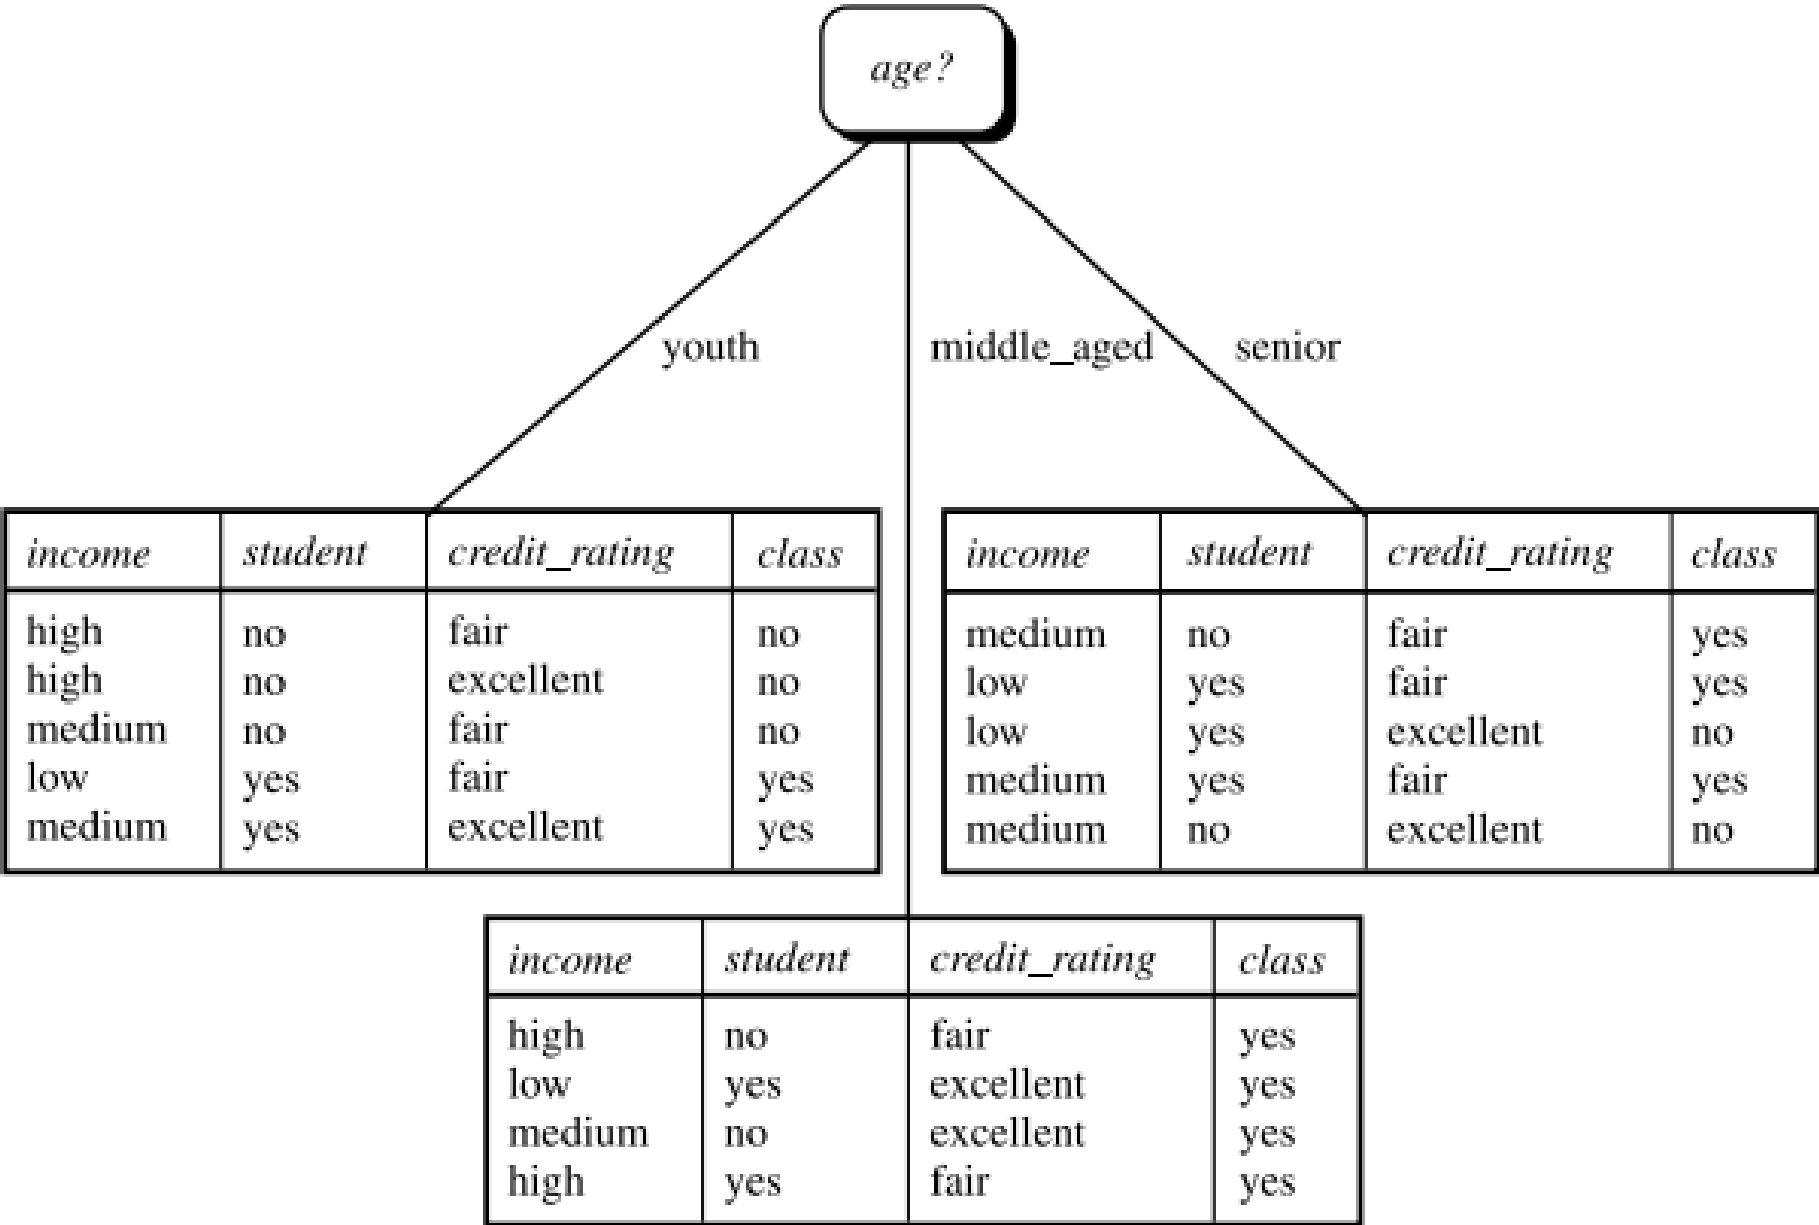 age?
youth
middle_aged
senior
income student credit_rating class
high no fair no
high no excellent no
medium no fair no
low yes fair yes
medium yes excellent yes
income student credit_rating class
medium no fair yes
low yes fair yes
low yes excellent no
medium yes fair yes
medium no excellent no
income student credit_rating class
high no fair yes
low yes excellent yes
medium no excellent yes
high yes fair yes